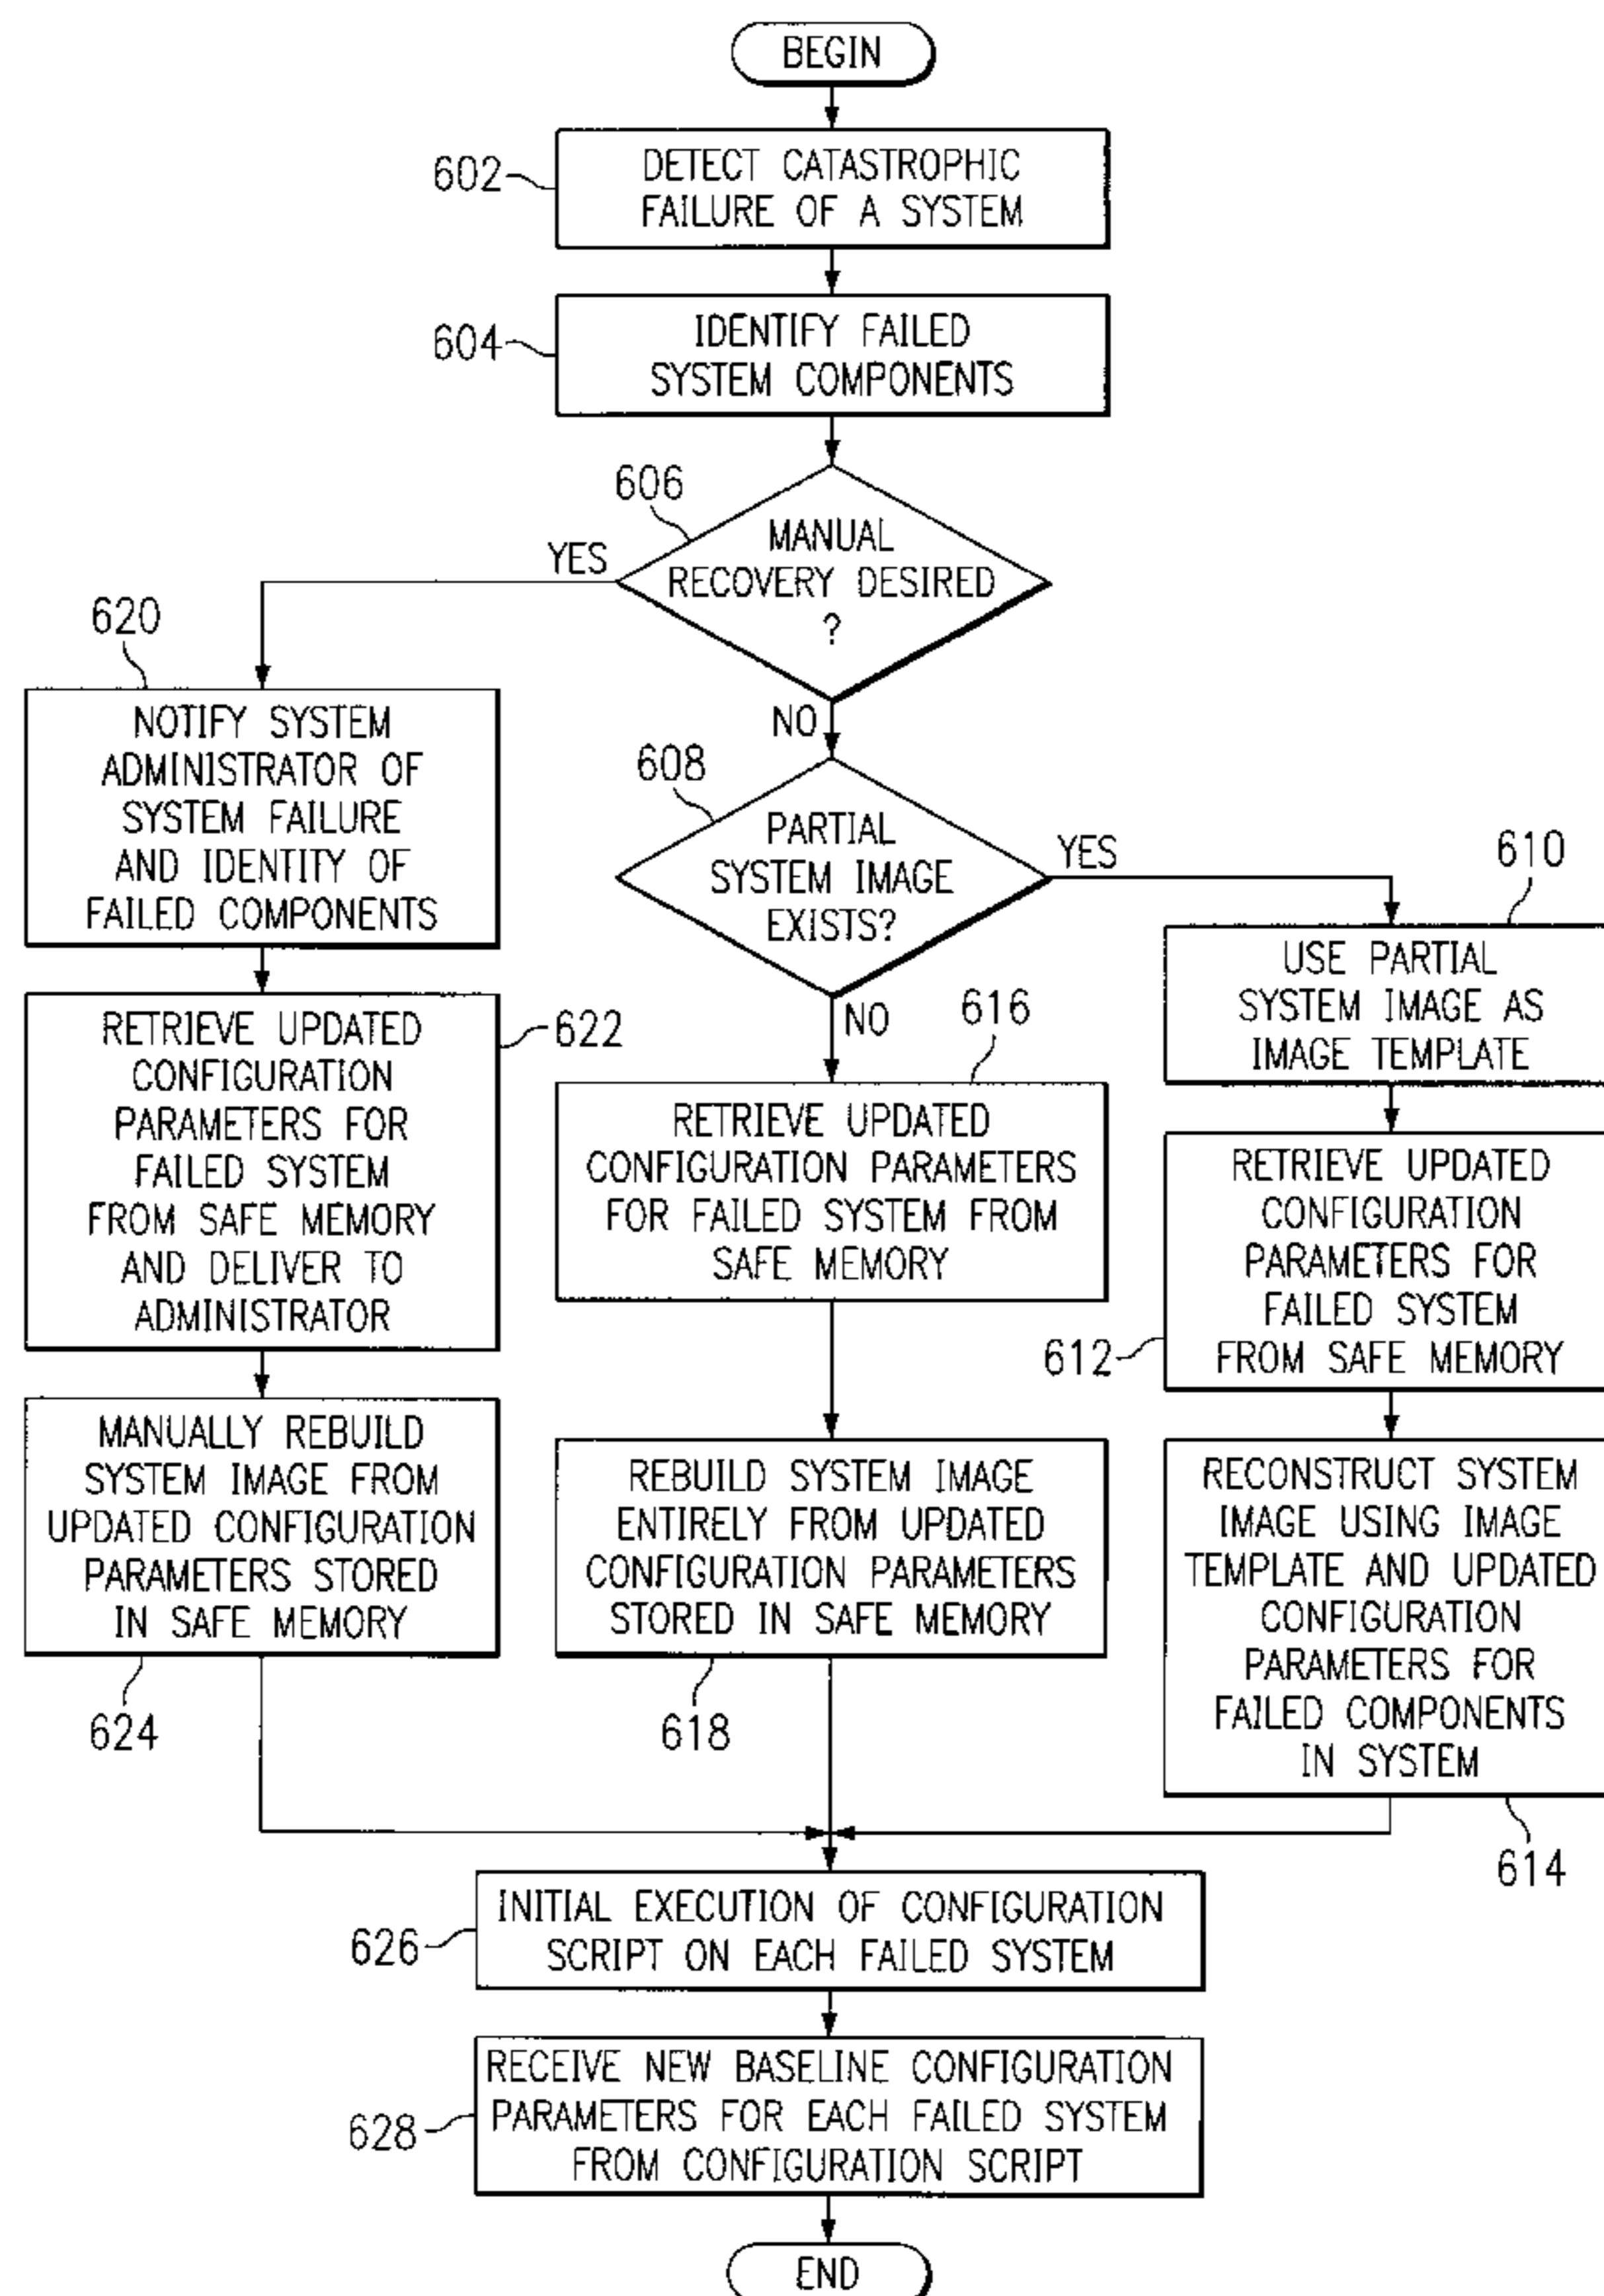 BEGIN
602
DETECT CATASTROPHIC
FAILURE OF A SYSTEM
604
IDENTIFY FAILED
SYSTEM COMPONENTS
606
MANUAL
RECOVERY DESIRED
?
YES
NO
620
NOTIFY SYSTEM
ADMINISTRATOR OF
SYSTEM FAILURE
AND IDENTITY OF
FAILED COMPONENTS
622
RETRIEVE UPDATED
CONFIGURATION
PARAMETERS FOR
FAILED SYSTEM
FROM SAFE MEMORY
AND DELIVER TO
ADMINISTRATOR
MANUALLY REBUILD
SYSTEM IMAGE FROM
UPDATED CONFIGURATION
PARAMETERS STORED
IN SAFE MEMORY
624
608
PARTIAL
SYSTEM IMAGE
EXISTS?
YES
NO
616
RETRIEVE UPDATED
CONFIGURATION PARAMETERS
FOR FAILED SYSTEM FROM
SAFE MEMORY
REBUILD SYSTEM IMAGE
ENTIRELY FROM UPDATED
CONFIGURATION PARAMETERS
STORED IN SAFE MEMORY
618
610
USE PARTIAL
SYSTEM IMAGE AS
IMAGE TEMPLATE
612
RETRIEVE UPDATED
CONFIGURATION
PARAMETERS FOR
FAILED SYSTEM
FROM SAFE MEMORY
RECONSTRUCT SYSTEM
IMAGE USING IMAGE
TEMPLATE AND UPDATED
CONFIGURATION
PARAMETERS FOR
FAILED COMPONENTS
IN SYSTEM
614
626
INITIAL EXECUTION OF CONFIGURATION
SCRIPT ON EACH FAILED SYSTEM
628
RECEIVE NEW BASELINE CONFIGURATION
PARAMETERS FOR EACH FAILED SYSTEM
FROM CONFIGURATION SCRIPT
END